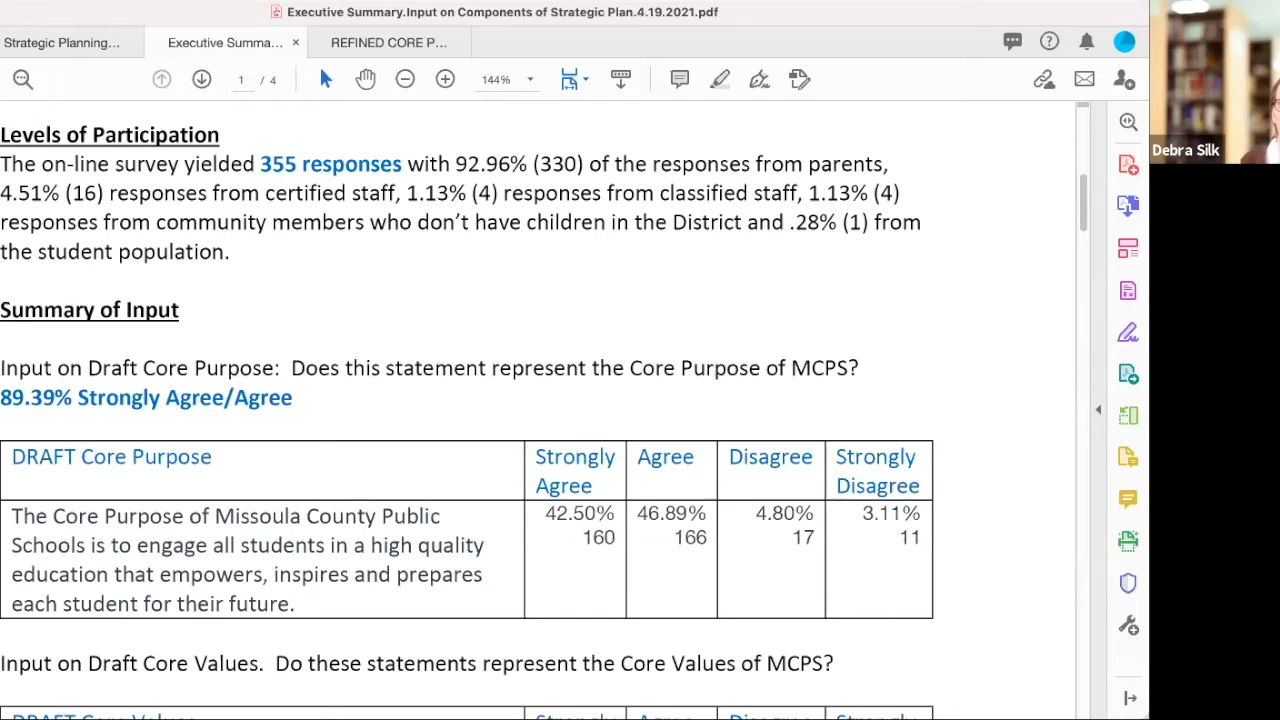 Executive Summary.Input on Components of Strategic Plan.4.19.2021.pdf
Strategic Planning...
Executive Summa... ×
REFINED CORE P...
1 / 4
144%
Levels of Participation
The on-line survey yielded 355 responses with 92.96% (330) of the responses from parents,
4.51% (16) responses from certified staff, 1.13% (4) responses from classified staff, 1.13% (4)
responses from community members who don't have children in the District and .28% (1) from
the student population.
Summary of Input
Input on Draft Core Purpose: Does this statement represent the Core Purpose of MCPS?
89.39% Strongly Agree/Agree
DRAFT Core Purpose
Strongly
Agree
Agree
Disagree
Strongly
Disagree
The Core Purpose of Missoula County Public
Schools is to engage all students in a high quality
education that empowers, inspires and prepares
each student for their future.
42.50%
160
46.89%
166
4.80%
17
3.11%
11
Input on Draft Core Values. Do these statements represent the Core Values of MCPS?
DRAFT Core Values
Strongly
Agree
Disagree
Strongly
Debra Silk